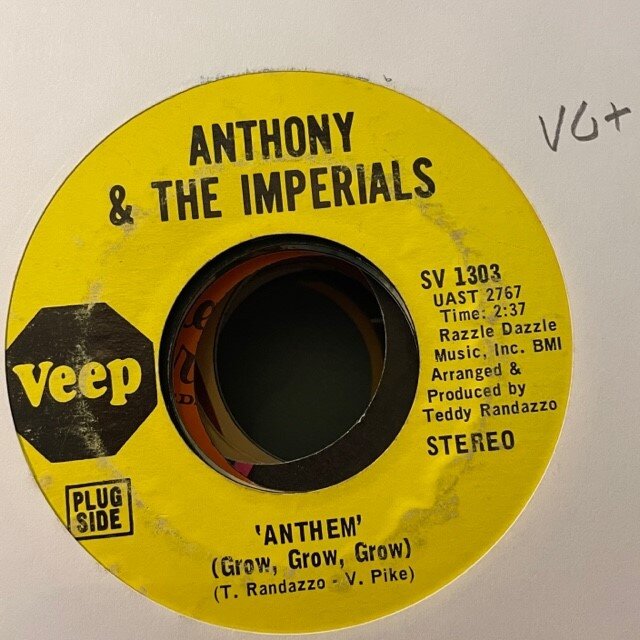 VG+
ANTHONY
& THE IMPERIALS
SV 1303
UAST 2767
Time: 2:37
Razzle Dazzle
Music, Inc. BMI
Arranged &
Produced by
Teddy Randazzo
STEREO
Veep
PLUG
SIDE
'ANTHEM'
(Grow, Grow, Grow)
(T. Randazzo - V. Pike)